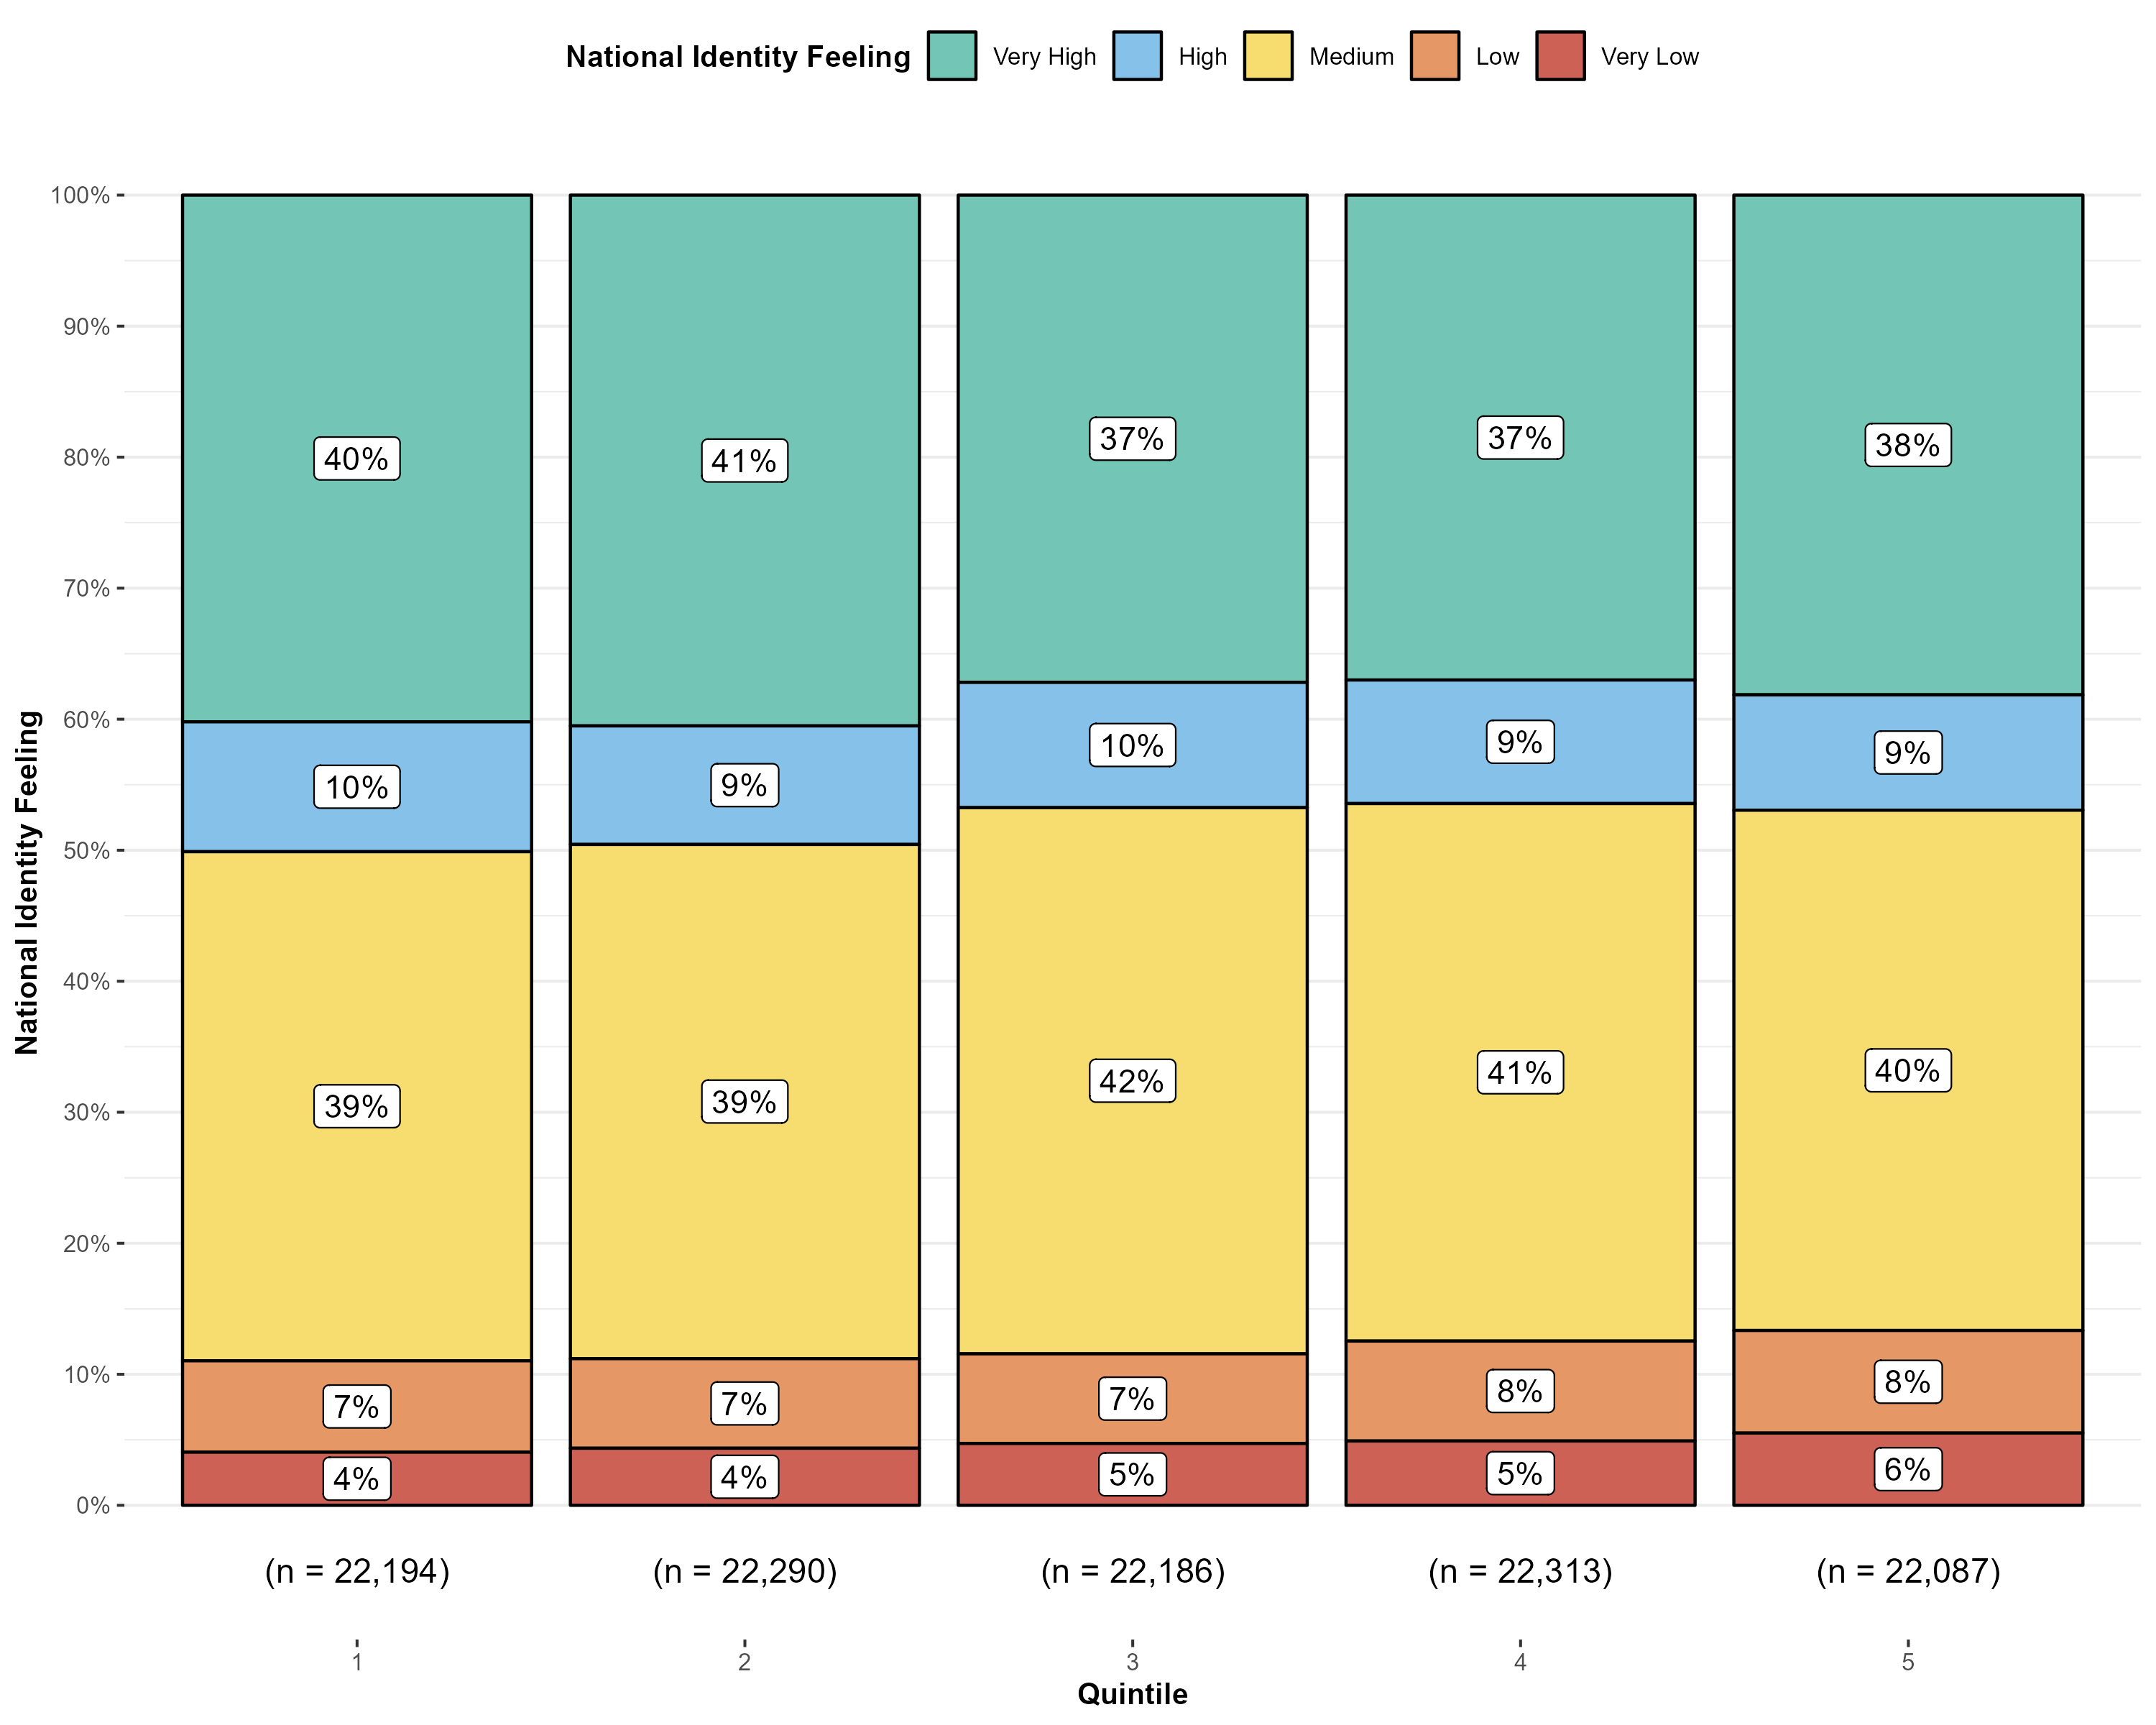 National Identity Feeling Very High High Medium Low Very Low
National Identity Feeling
100%
90%
80%
70%
60%
50%
40%
30%
20%
10%
0%
40% 41% 37% 37% 38%
10% 9% 10% 9% 9%
39% 39% 42% 41% 40%
7% 7% 7% 8% 8%
4% 4% 5% 5% 6%
(n = 22,194) (n = 22,290) (n = 22,186) (n = 22,313) (n = 22,087)
1 2 3 4 5
Quintile